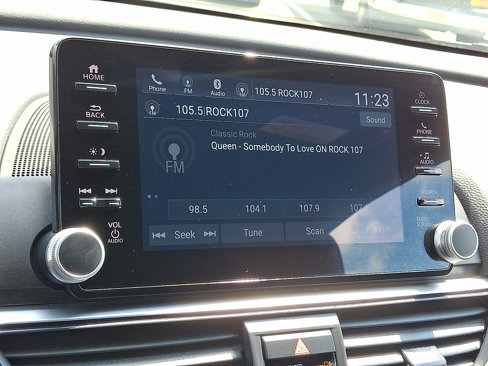 HOME
BACK
VOL
AUDIO
Phone
FM
Audio
105.5 ROCK107
11:23
105.5|ROCK107
Sound
Classic Rock
Queen - Somebody To Love ON ROCK 107
FM
98.5 104.1 107.9
Seek Tune Scan
CLOCK
PHONE
AUDIO
SOURCE
TUNE/
SCROLL